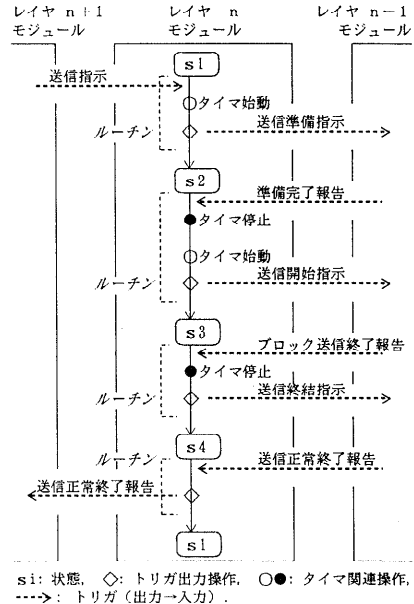 レイヤ n+1 レイヤ n レイヤ n-1
モジュール モジュール モジュール
s1
送信指示
タイマ始動
送信準備指示
ルーチン
s2
準備完了報告
タイマ停止
タイマ始動
送信開始指示
ルーチン
s3
ブロック送信終了報告
タイマ停止
送信終結指示
ルーチン
s4
ルーチン
送信正常終了報告
送信正常終了報告
s1
si: 状態, ◇: トリガ出力操作, ○●: タイマ関連操作,
---->: トリガ(出力→入力).